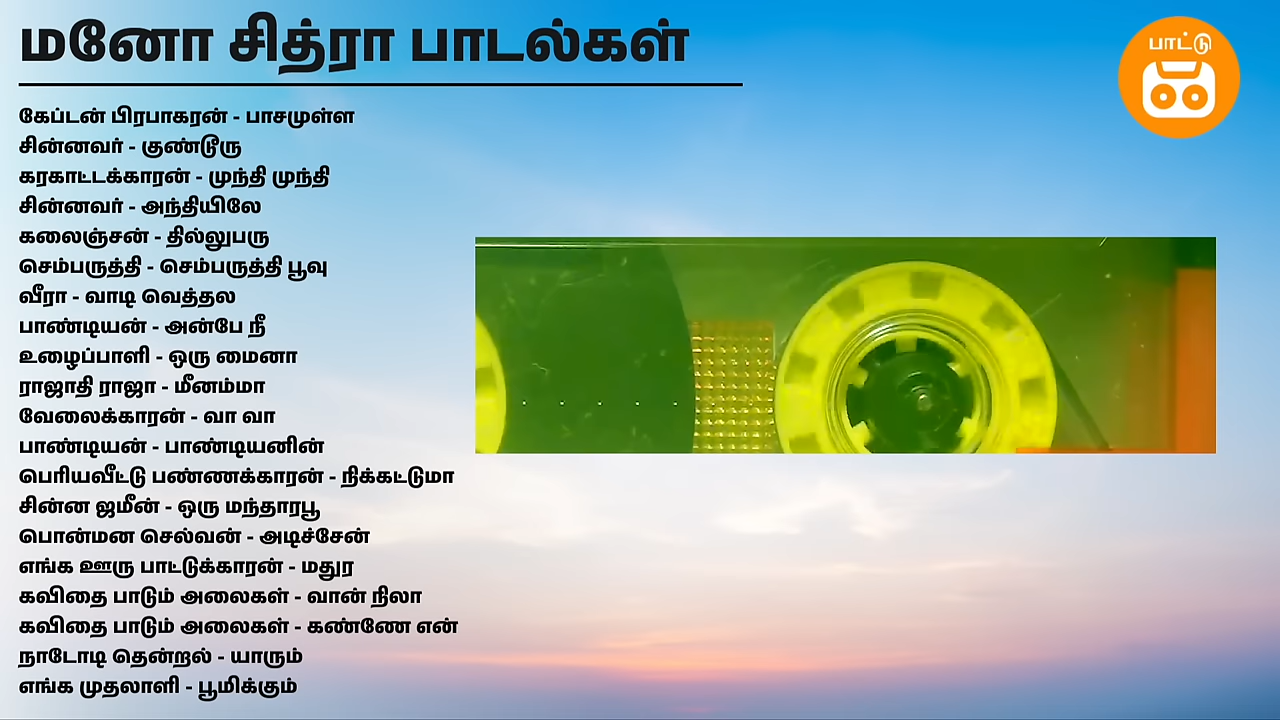 மனோ சித்ரா பாடல்கள்
பாட்டு
கேப்டன் பிரபாகரன் - பாசமுள்ள
சின்னவர் - குண்டூரு
கரகாட்டக்காரன் - முந்தி முந்தி
சின்னவர் - அந்தியிலே
கலைஞ்சன் - தில்லுபரு
செம்பருத்தி - செம்பருத்தி பூவு
வீரா - வாடி வெத்தல
பாண்டியன் - அன்பே நீ
உழைப்பாளி - ஒரு மைனா
ராஜாதி ராஜா - மீனம்மா
வேலைக்காரன் - வா வா
பாண்டியன் - பாண்டியனின்
பெரியவீட்டு பண்ணக்காரன் - நிக்கட்டுமா
சின்ன ஜமீன் - ஒரு மந்தாரபூ
பொன்மன செல்வன் - அடிச்சேன்
எங்க ஊரு பாட்டுக்காரன் - மதுர
கவிதை பாடும் அலைகள் - வான் நிலா
கவிதை பாடும் அலைகள் - கண்ணே என்
நாடோடி தென்றல் - யாரும்
எங்க முதலாளி - பூமிக்கும்